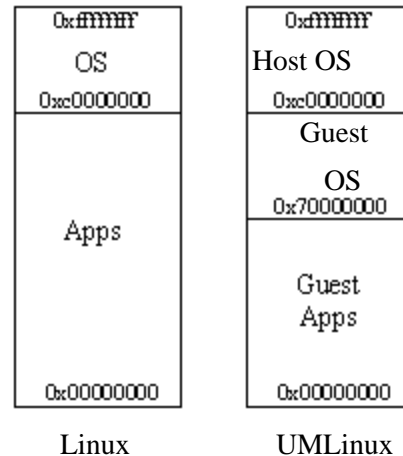 0xffffffff
OS
0xc0000000
Apps
0x00000000
Linux
0xffffffff
Host OS
0xc0000000
Guest
OS
0x70000000
Guest
Apps
0x00000000
UMLinux